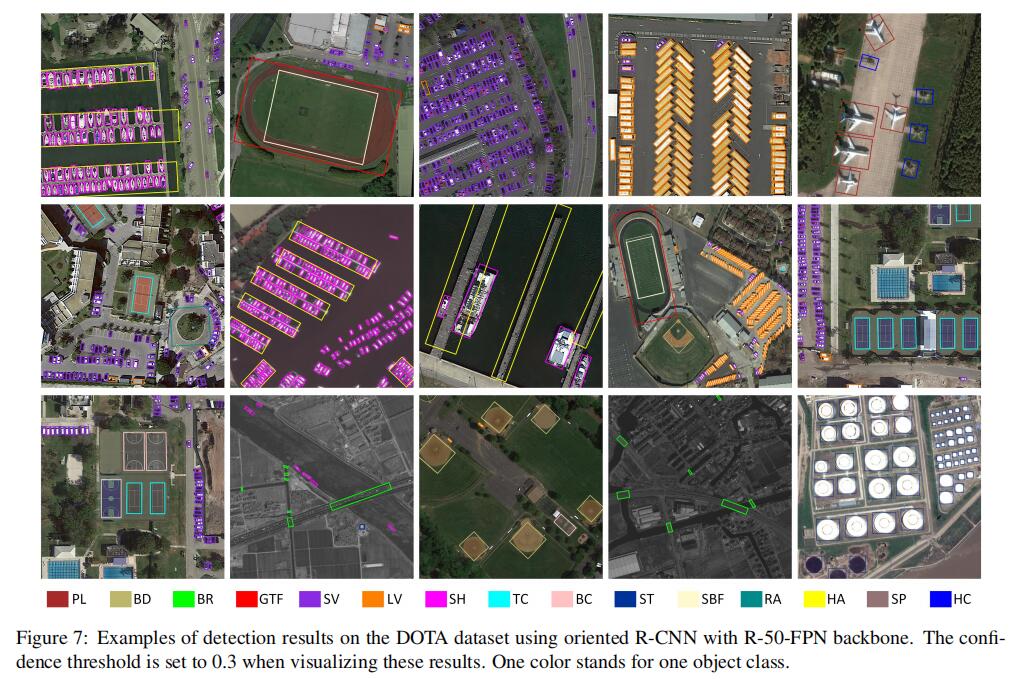 PL BD BR GTF SV LV SH TC BC ST SBF RA HA SP HC
Figure 7: Examples of detection results on the DOTA dataset using oriented R-CNN with R-50-FPN backbone. The confi-
dence threshold is set to 0.3 when visualizing these results. One color stands for one object class.